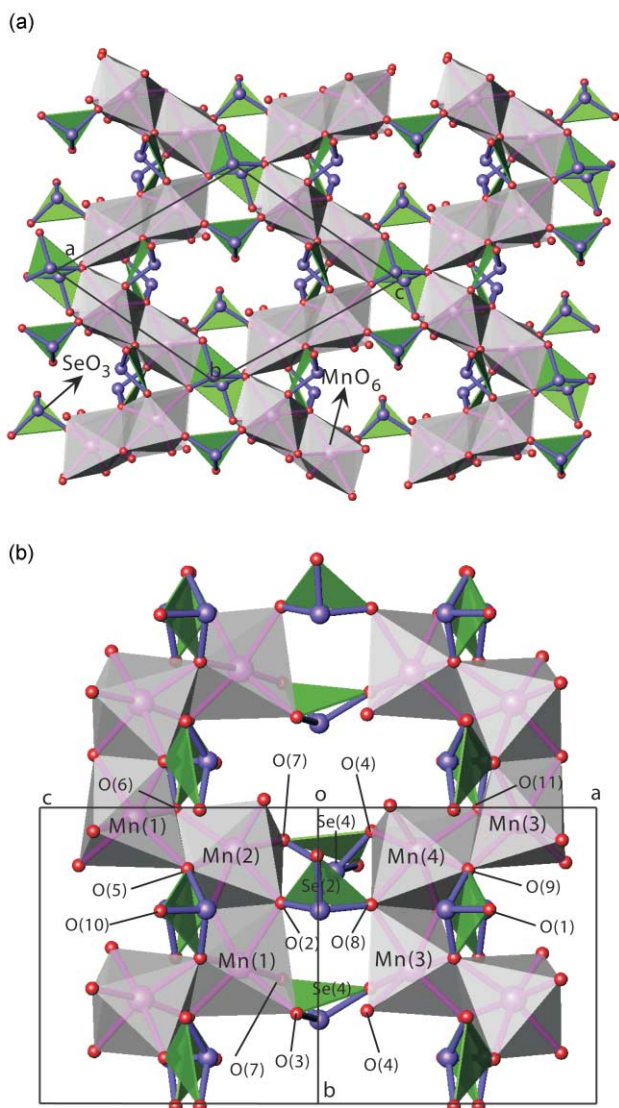 (a)
a
c
SeO3
b
MnO6
(b)
O(7) O(4)
c O(6) o O(11) a
Mn(1) Se(4) Mn(3)
Mn(2) Mn(4)
O(5) Se(2) O(9)
O(10) O(2) O(8) O(1)
Mn(1) Mn(3)
Se(4)
O(7) O(3) O(4)
b